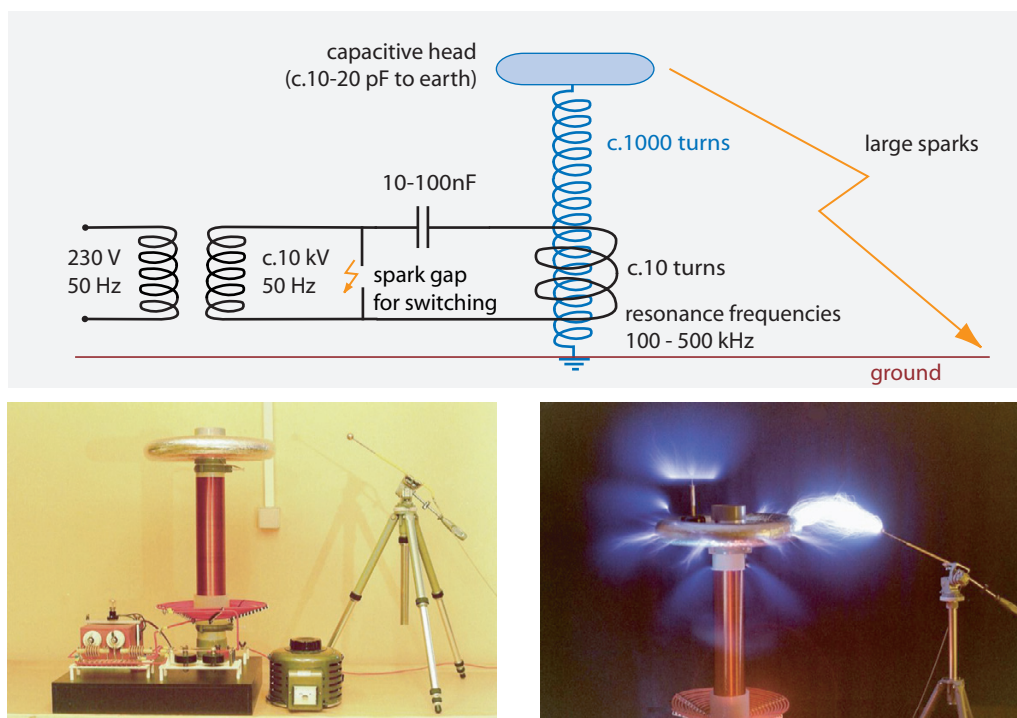 capacitive head
(c.10-20 pF to earth)
c.1000 turns
large sparks
10-100nF
230 V
50 Hz
c.10 kV
50 Hz
spark gap
for switching
c.10 turns
resonance frequencies
100 - 500 kHz
ground